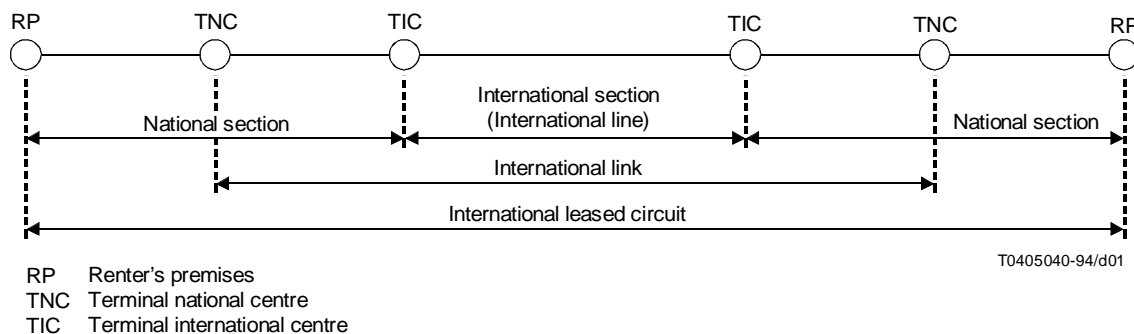 RP TNC TIC TIC TNC RP
International section
(International line)
National section National section
International link
International leased circuit
T0405040-94/d01
RP Renter's premises
TNC Terminal national centre
TIC Terminal international centre